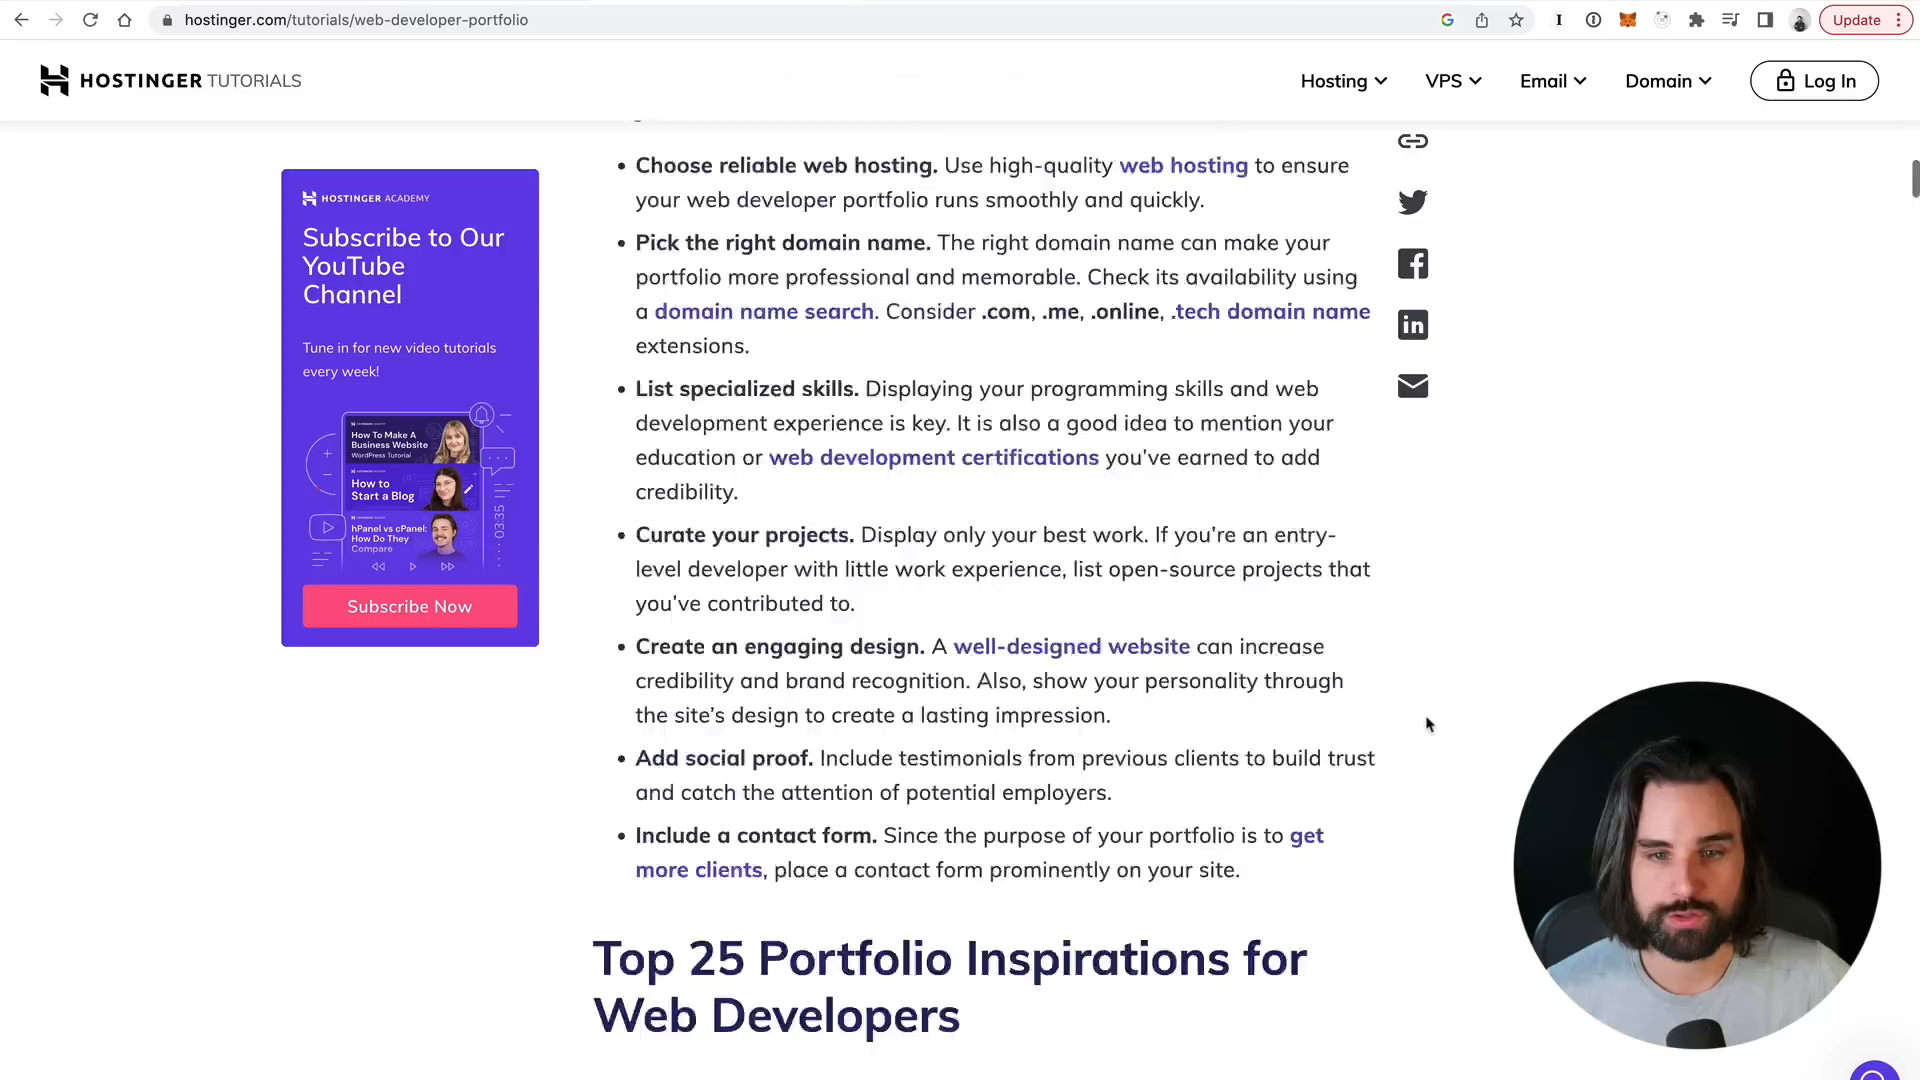 hostinger.com/tutorials/web-developer-portfolio
Update
HOSTINGER TUTORIALS
Hosting
VPS
Email
Domain
Log In
HOSTINGER ACADEMY
Subscribe to Our
YouTube
Channel
Tune in for new video tutorials
every week!
How To Make A
Business Website
WordPress Tutorial
How to
Start a Blog
hPanel vs cPanel:
How Do They
Compare
03:35
Subscribe Now
• Choose reliable web hosting. Use high-quality web hosting to ensure
your web developer portfolio runs smoothly and quickly.
• Pick the right domain name. The right domain name can make your
portfolio more professional and memorable. Check its availability using
a domain name search. Consider .com, .me, .online, .tech domain name
extensions.
• List specialized skills. Displaying your programming skills and web
development experience is key. It is also a good idea to mention your
education or web development certifications you've earned to add
credibility.
• Curate your projects. Display only your best work. If you’re an entry-
level developer with little work experience, list open-source projects that
you’ve contributed to.
• Create an engaging design. A well-designed website can increase
credibility and brand recognition. Also, show your personality through
the site’s design to create a lasting impression.
• Add social proof. Include testimonials from previous clients to build trust
and catch the attention of potential employers.
• Include a contact form. Since the purpose of your portfolio is to get
more clients, place a contact form prominently on your site.
Top 25 Portfolio Inspirations for
Web Developers